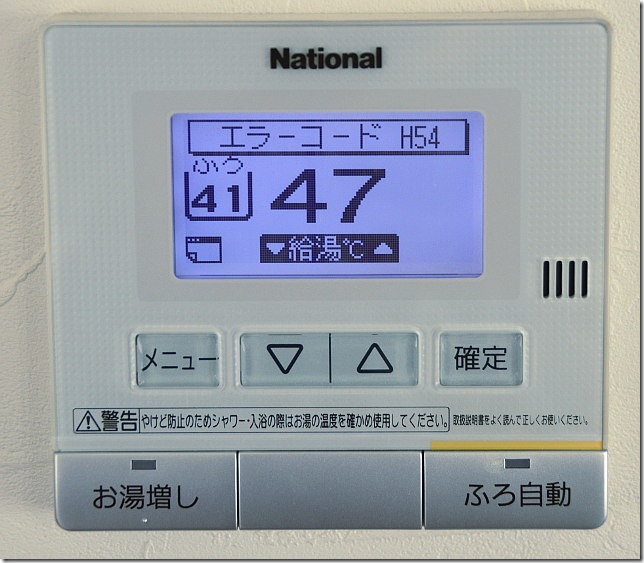 National
エラーコード H54
ふろ
41 47
▼給湯℃ ▲
メニュー ▽ △ 確定
⚠警告 やけど防止のためシャワー・入浴の際はお湯の温度を確かめ使用してください。 取扱説明書をよく読んで正しくお使いください。
お湯増し ふろ自動